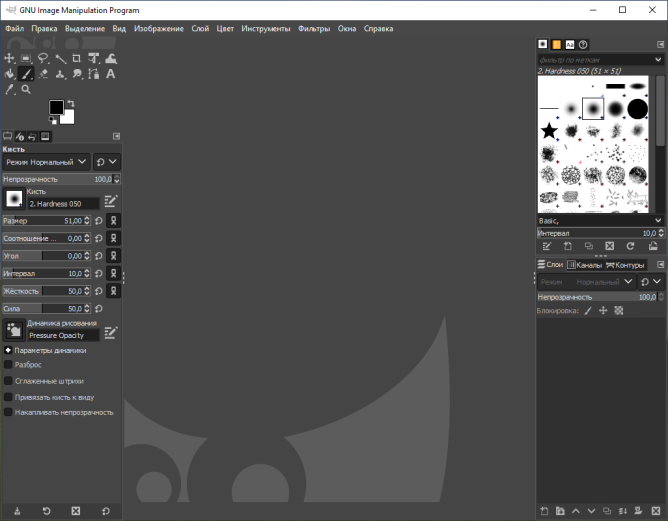 GNU Image Manipulation Program
Файл Правка Выделение Вид Изображение Слой Цвет Инструменты Фильтры Окна Справка
Кисть
Режим Нормальный
Непрозрачность 100,0
Кисть
2. Hardness 050
Размер 51,00
Соотношение ... 0,00
Угол 0,00
Интервал 10,0
Жёсткость 50,0
Сила 50,0
Динамика рисования
Pressure Opacity
Параметры динамики
Разброс
Сглаженные штрихи
Привязать кисть к виду
Накапливать непрозрачность
фильтр по меткам
2. Hardness 050 (51 × 51)
Basic,
Интервал 10,0
Слои Каналы Контуры
Режим Нормальный
Непрозрачность 100,0
Блокировка: